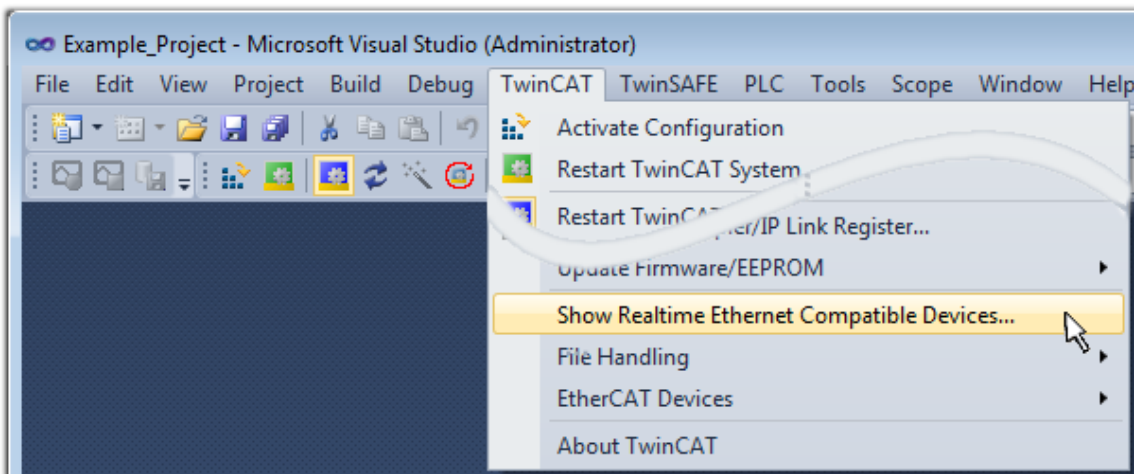 Example_Project - Microsoft Visual Studio (Administrator)
File Edit View Project Build Debug TwinCAT TwinSAFE PLC Tools Scope Window Help
Activate Configuration
Restart TwinCAT System
Restart TwinCAT
/IP Link Register...
Update Firmware/EEPROM
Show Realtime Ethernet Compatible Devices...
File Handling
EtherCAT Devices
About TwinCAT